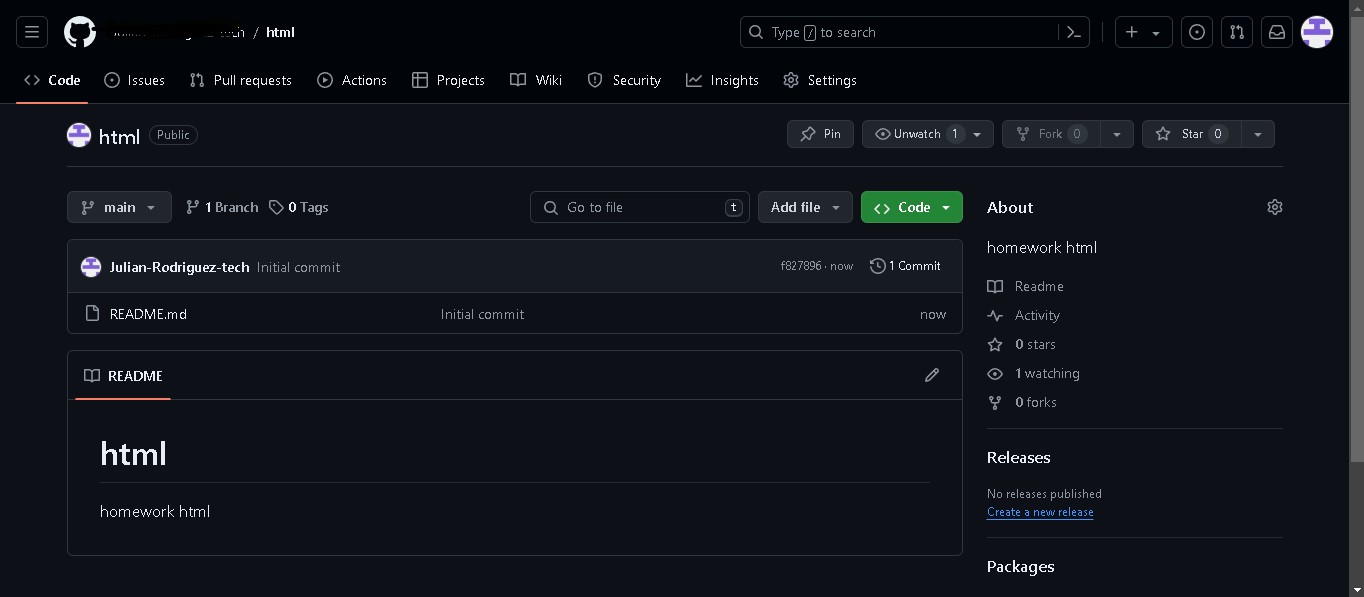 / html
Type / to search
Code Issues Pull requests Actions Projects Wiki Security Insights Settings
html Public
Pin Unwatch 1 Fork 0 Star 0
main 1 Branch 0 Tags Go to file t Add file Code
Julian-Rodriguez-tech Initial commit f827896 · now 1 Commit
README.md Initial commit now
README
html
homework html
About
homework html
Readme
Activity
0 stars
1 watching
0 forks
Releases
No releases published
Create a new release
Packages